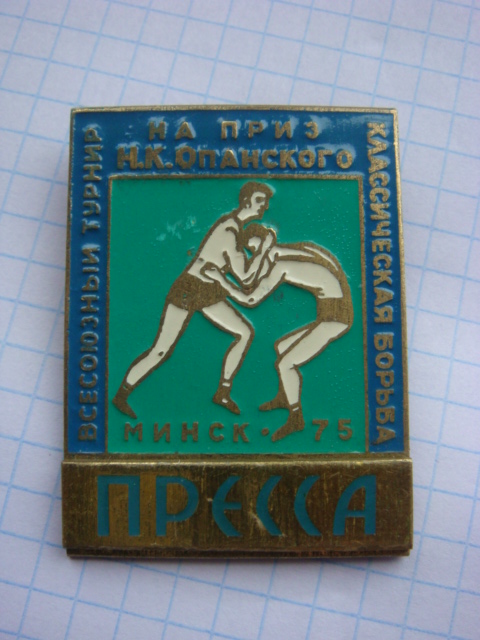 ВСЕСОЮЗНЫЙ ТУРНИР
НА ПРИЗ
Н.К.ОПАНСКОГО
КЛАССИЧЕСКАЯ БОРЬБА
МИНСК·75
ПРЕССА